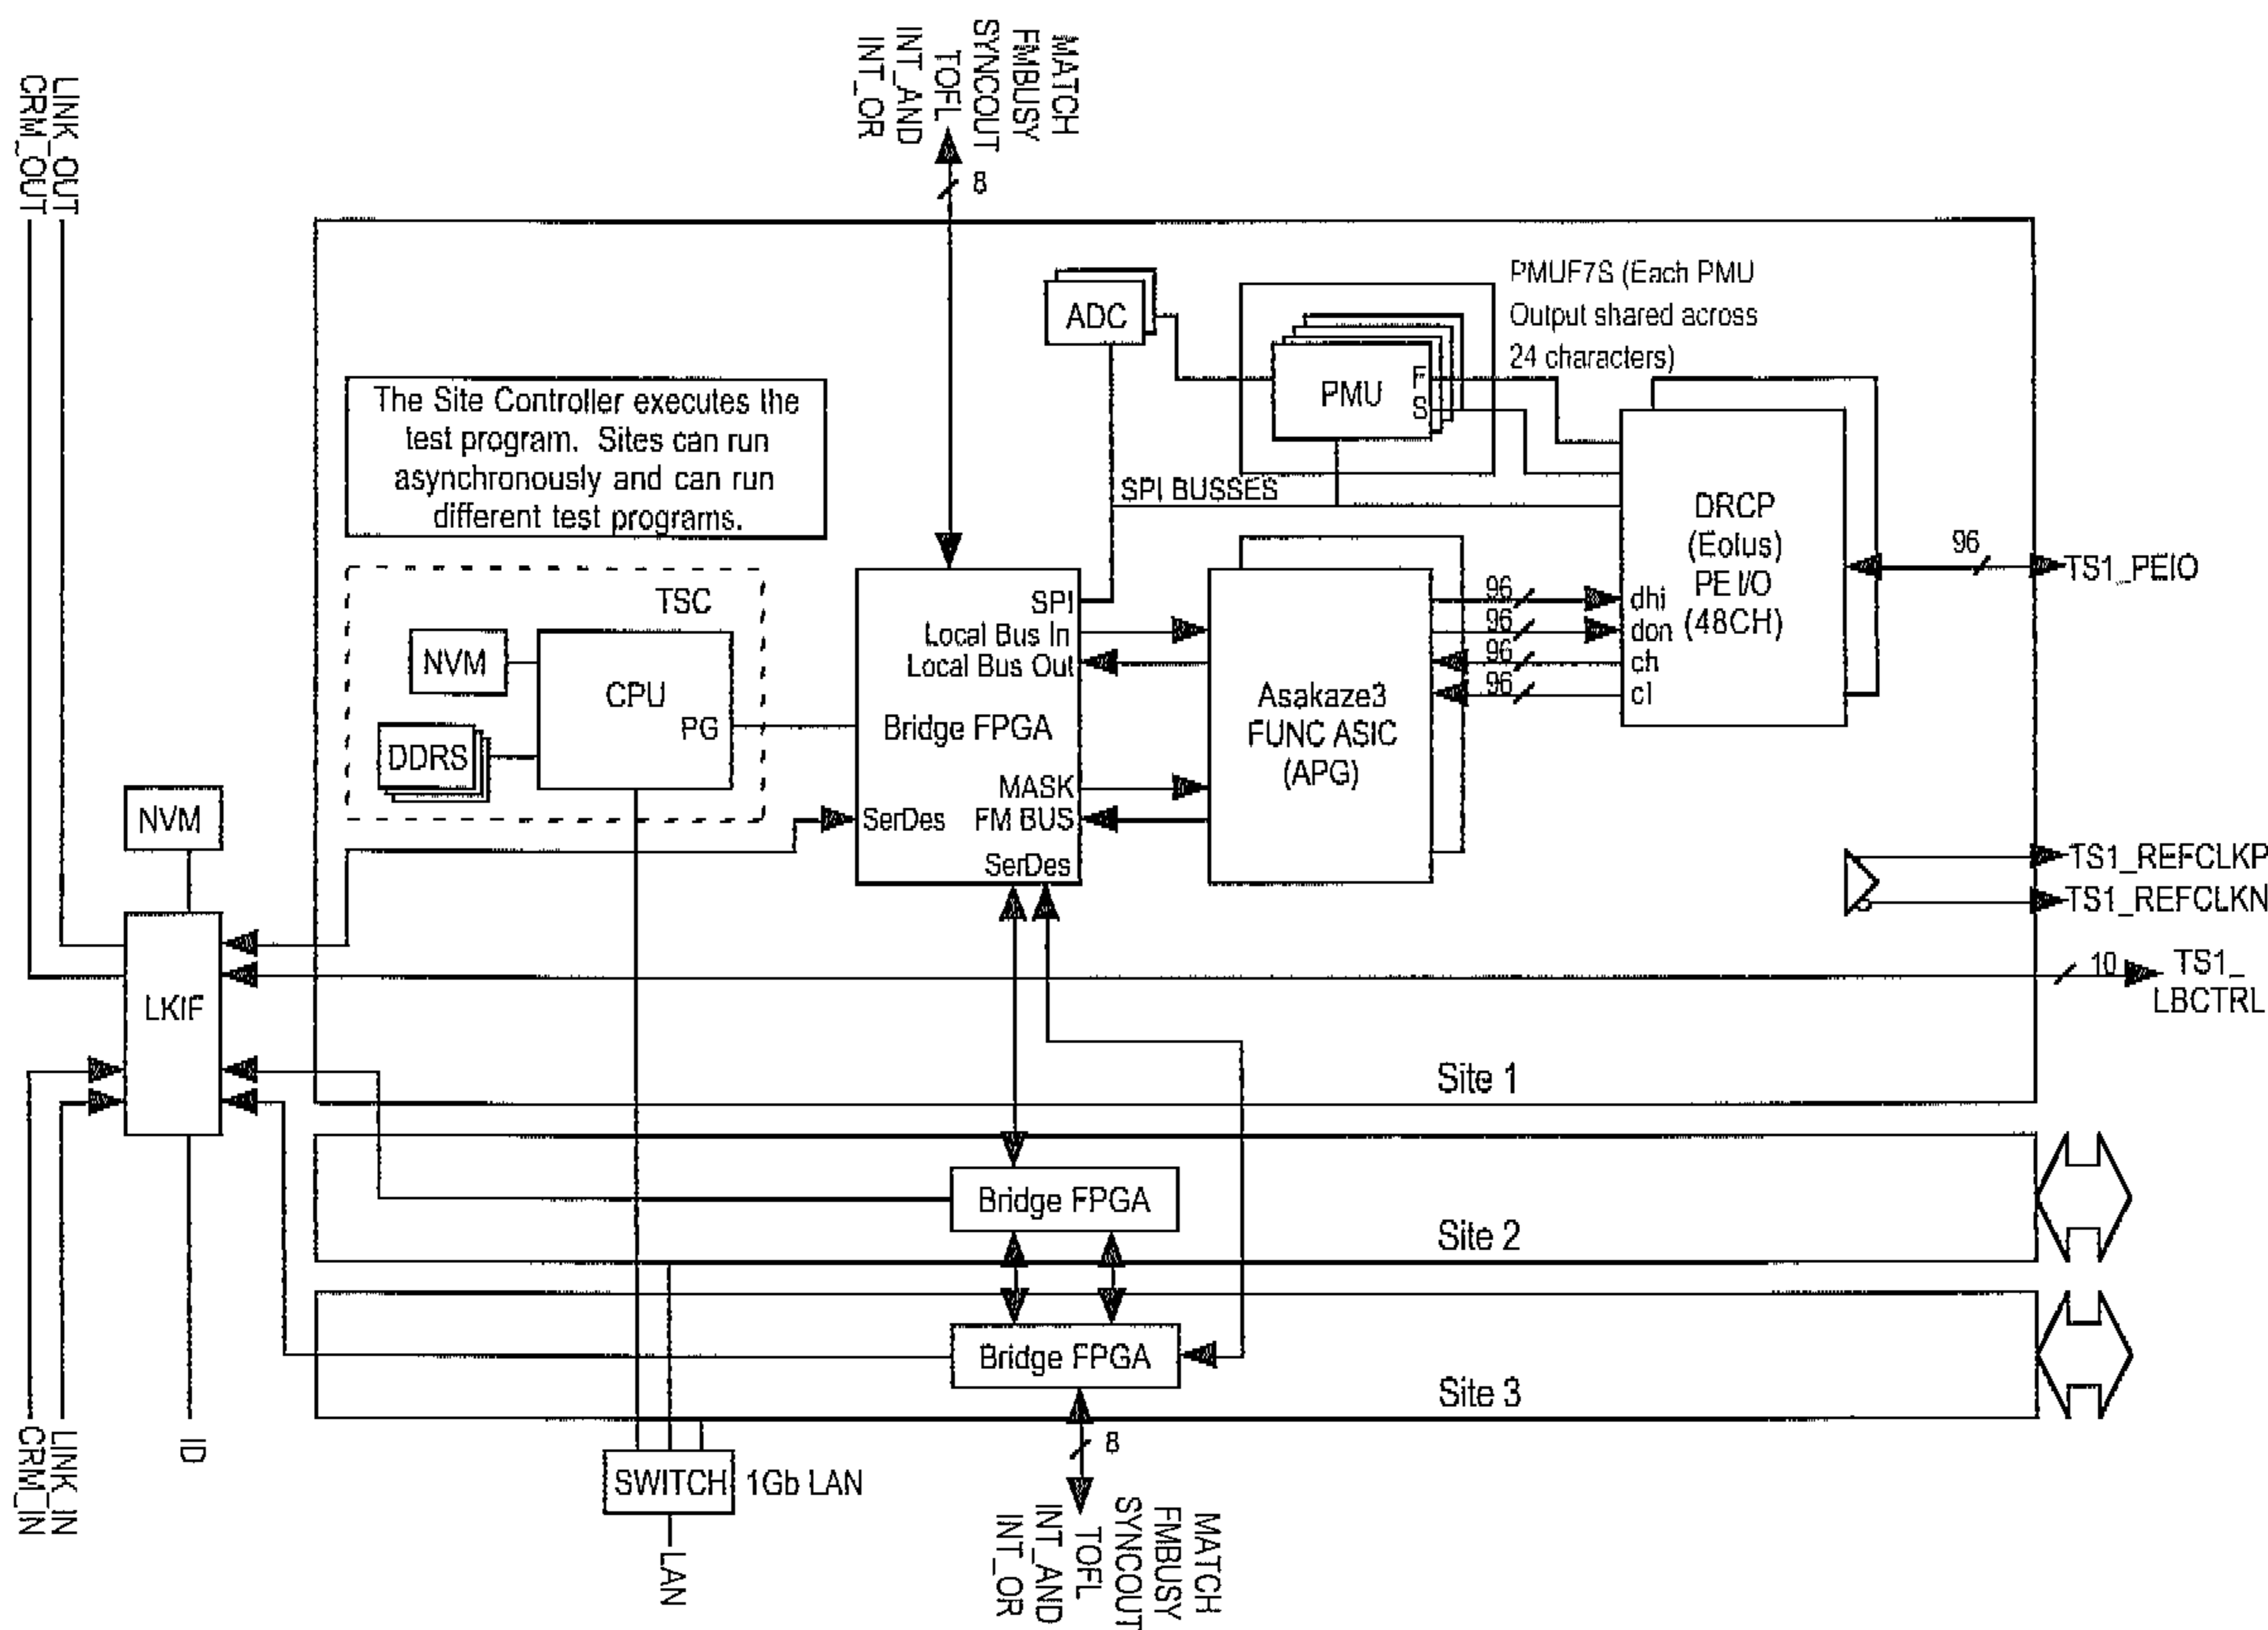 MATCH
FMBUSY
SYNCOUT
TOFL
INT_AND
INT_OR
LINK_OUT
CRM_OUT
8
PMUF7S (Each PMU
Output shared across
24 characters)
ADC
PMU
F
S
The Site Controller executes the
test program. Sites can run
asynchronously and can run
different test programs.
SPI BUSSES
DRCP
(Eolus)
PE I/O
(48CH)
dhi
don
ch
cl
96
TS1_PEIO
TSC
NVM
CPU
PG
DDRS
SPI
Local Bus In
Local Bus Out
Bridge FPGA
MASK
FM BUS
SerDes
SerDes
96
96
96
96
Asakaze3
FUNC ASIC
(APG)
NVM
TS1_REFCLKP
TS1_REFCLKN
LKIF
10
TS1_
LBCTRL
Site 1
Bridge FPGA
Site 2
Bridge FPGA
Site 3
8
LINK_IN
CRM_IN
ID
SWITCH
1Gb LAN
LAN
MATCH
FMBUSY
SYNCOUT
TOFL
INT_AND
INT_OR